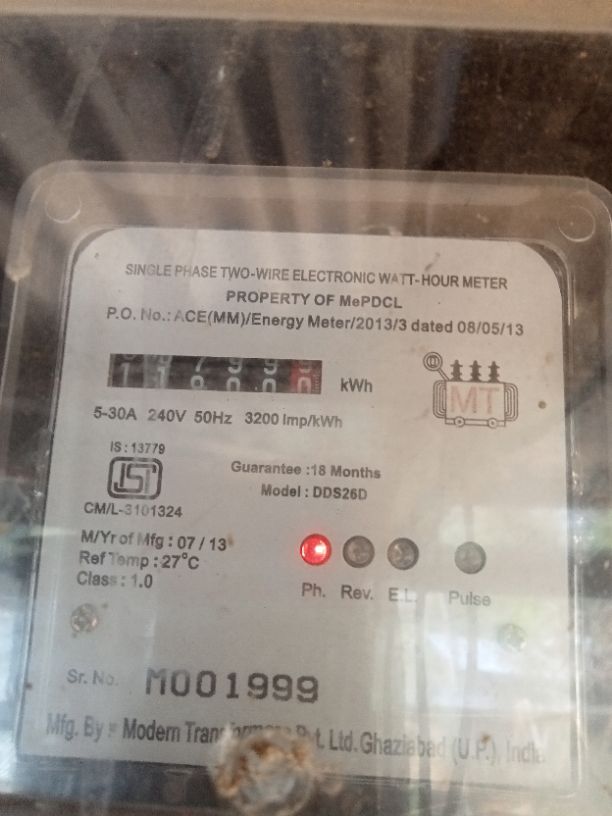 SINGLE PHASE TWO-WIRE ELECTRONIC WATT-HOUR METER
PROPERTY OF MePDCL
P.O. No.: ACE(MM)/Energy Meter/2013/3 dated 08/05/13
kWh
5-30A 240V 50Hz 3200 Imp/kWh
MT
IS : 13779
ISI
CM/L-3101324
Guarantee :18 Months
Model : DDS26D
M/Yr of Mfg : 07 / 13
Ref Temp : 27°C
Class : 1.0
Ph. Rev. E.L. Pulse
Sr. No. M001999
Mfg. By : Modern Transformers Pvt. Ltd. Ghaziabad (U.P.), India